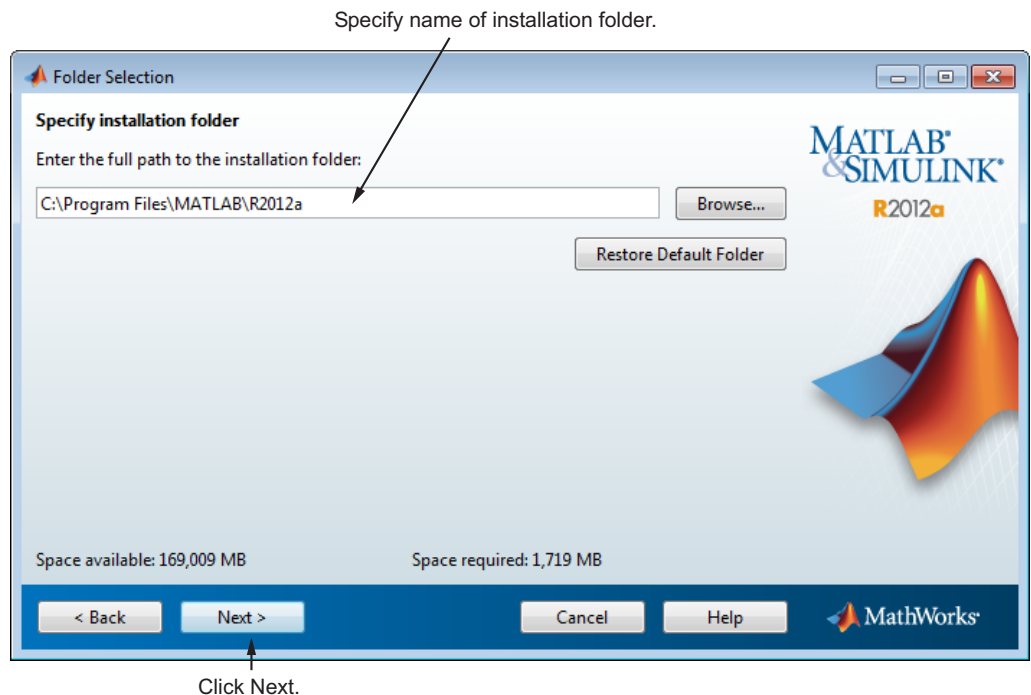 Specify name of installation folder.
Folder Selection
Specify installation folder
Enter the full path to the installation folder:
C:\Program Files\MATLAB\R2012a
Browse...
Restore Default Folder
MATLAB®
&SIMULINK®
R2012a
Space available: 169,009 MB
Space required: 1,719 MB
< Back
Next >
Cancel
Help
MathWorks®
Click Next.